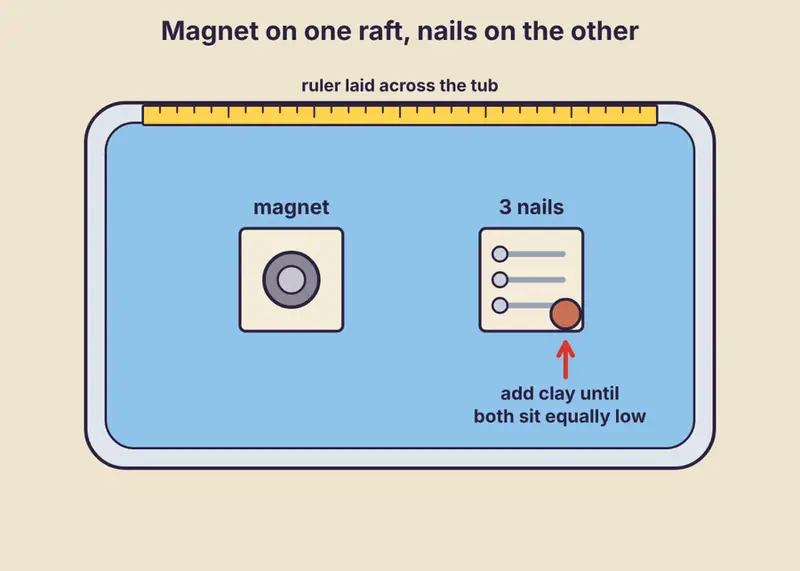 Magnet on one raft, nails on the other
ruler laid across the tub
magnet
3 nails
add clay until
both sit equally low